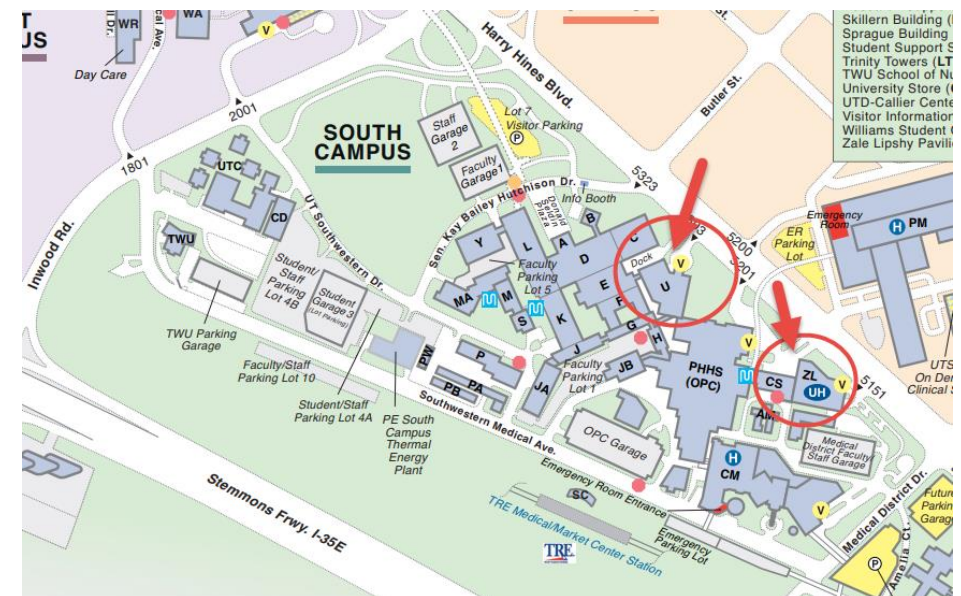 T
US
WR
WA
Day Care
V
Harry Hines Blvd.
Butler St.
Skillern Building
Sprague Building
Student Support S
Trinity Towers (LT
TWU School of Nu
University Store (
UTD-Callier Cente
Visitor Information
Williams Student
Zale Lipshy Pavili
1801
2001
SOUTH
CAMPUS
Staff
Garage
2
Lot 7
Visitor Parking
P
Faculty
Garage1
Sen. Kay Bailey Hutchison Dr.
Info Booth
5323
Donald
Seldin
Plaza
UTC
CD
TWU
Inwood Rd.
UT Southwestern Dr.
Student/
Staff
Parking
Lot 4B
Student
Garage 3
(Lot Parking)
TWU Parking
Garage
Faculty/Staff
Parking Lot 10
Student/Staff
Parking Lot 4A
PE South
Campus
Thermal
Energy
Plant
Y
L
A
B
C
D
Dock
V
5200
5201
Emergency
Room
H
PM
ER
Parking
Lot
Faculty
Parking
Lot 5
MA
M
S
K
E
F
U
G
H
J
JB
JA
Faculty
Parking
Lot 1
PW
P
PB
PA
Southwestern Medical Ave.
PHHS
(OPC)
V
CS
ZL
UH
V
5151
AM
OPC Garage
Medical
District Faculty/
Staff Garage
UTS
On De
Clinical S
H
CM
V
Emergency Room Entrance
SC
TRE Medical/Market Center Station
TRE
Emergency
Parking Lot
Stemmons Frwy. I-35E
Medical District Dr.
Amelia Ct.
P
Future
Parkin
Garage